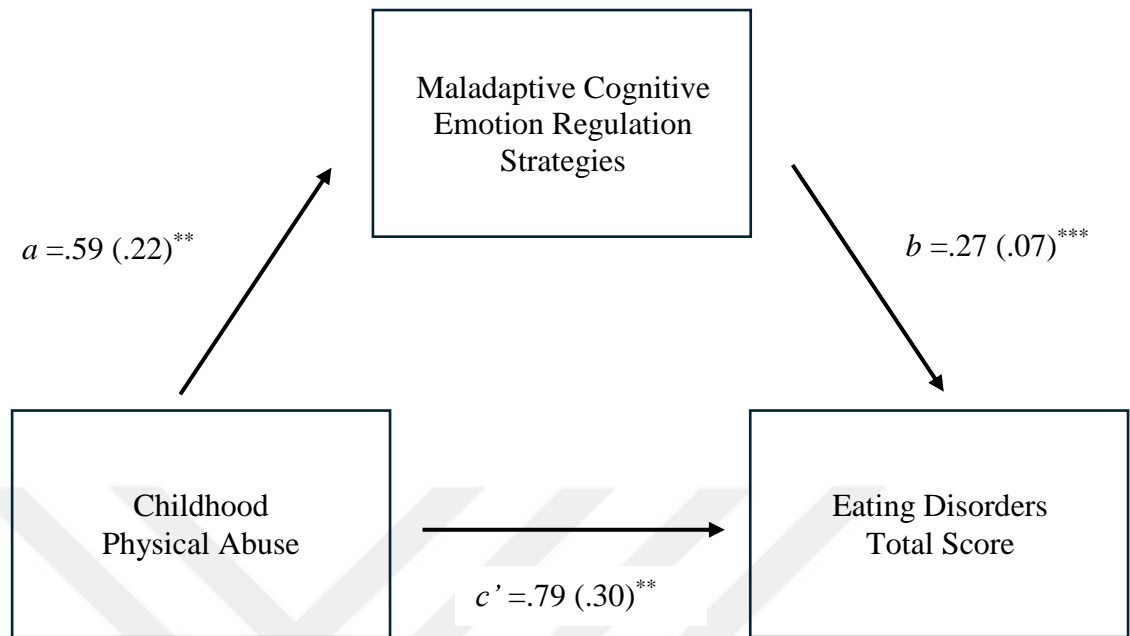 Maladaptive Cognitive
Emotion Regulation
Strategies
a =.59 (.22)**
b =.27 (.07)***
Childhood
Physical Abuse
Eating Disorders
Total Score
c’ =.79 (.30)**